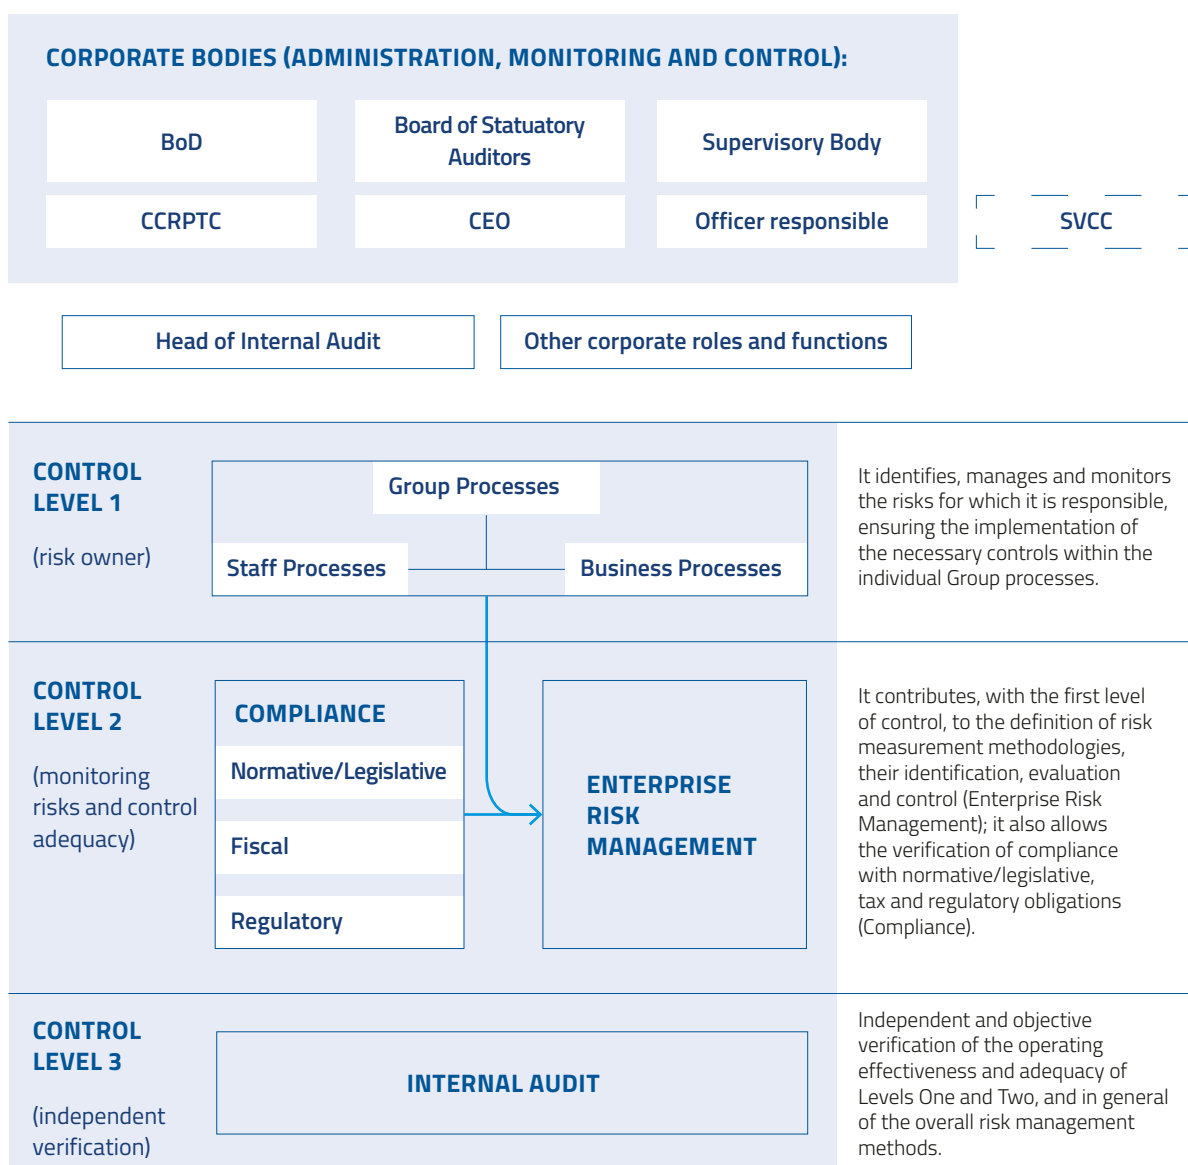 CORPORATE BODIES (ADMINISTRATION, MONITORING AND CONTROL):
BoD
Board of Statuatory
Auditors
Supervisory Body
CCRPTC
CEO
Officer responsible
SVCC
Head of Internal Audit
Other corporate roles and functions
CONTROL
LEVEL 1
(risk owner)
Group Processes
Staff Processes
Business Processes
It identifies, manages and monitors
the risks for which it is responsible,
ensuring the implementation of
the necessary controls within the
individual Group processes.
CONTROL
LEVEL 2
(monitoring
risks and control
adequacy)
COMPLIANCE
Normative/Legislative
Fiscal
Regulatory
ENTERPRISE
RISK
MANAGEMENT
It contributes, with the first level
of control, to the definition of risk
measurement methodologies,
their identification, evaluation
and control (Enterprise Risk
Management); it also allows
the verification of compliance
with normative/legislative,
tax and regulatory obligations
(Compliance).
CONTROL
LEVEL 3
(independent
verification)
INTERNAL AUDIT
Independent and objective
verification of the operating
effectiveness and adequacy of
Levels One and Two, and in general
of the overall risk management
methods.